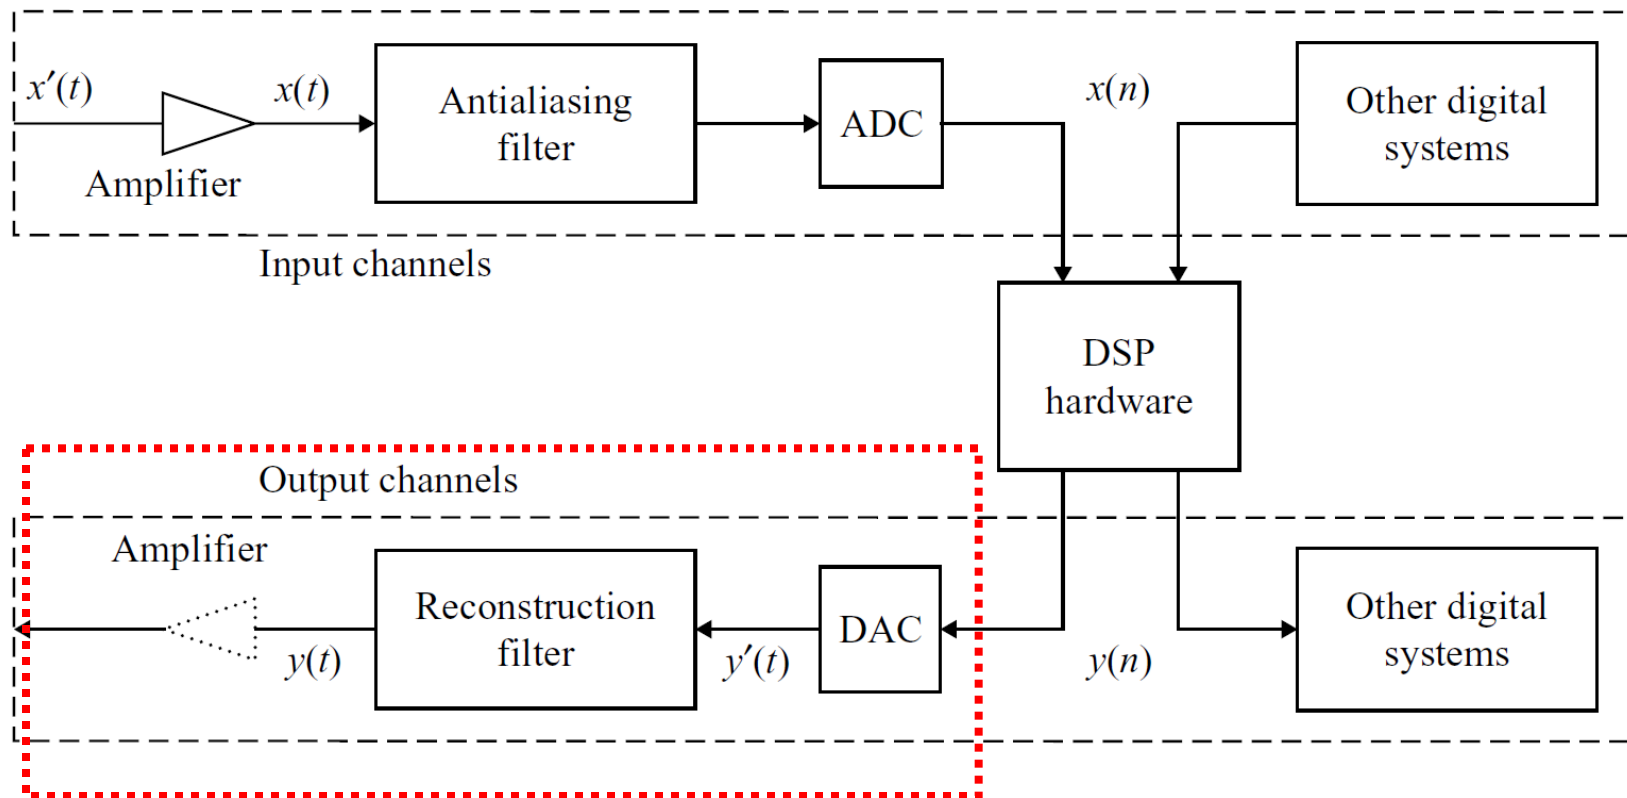 x′(t)
Amplifier
x(t)
Antialiasing
filter
ADC
x(n)
Other digital
systems
Input channels
DSP
hardware
Output channels
Amplifier
y(t)
Reconstruction
filter
y′(t)
DAC
y(n)
Other digital
systems